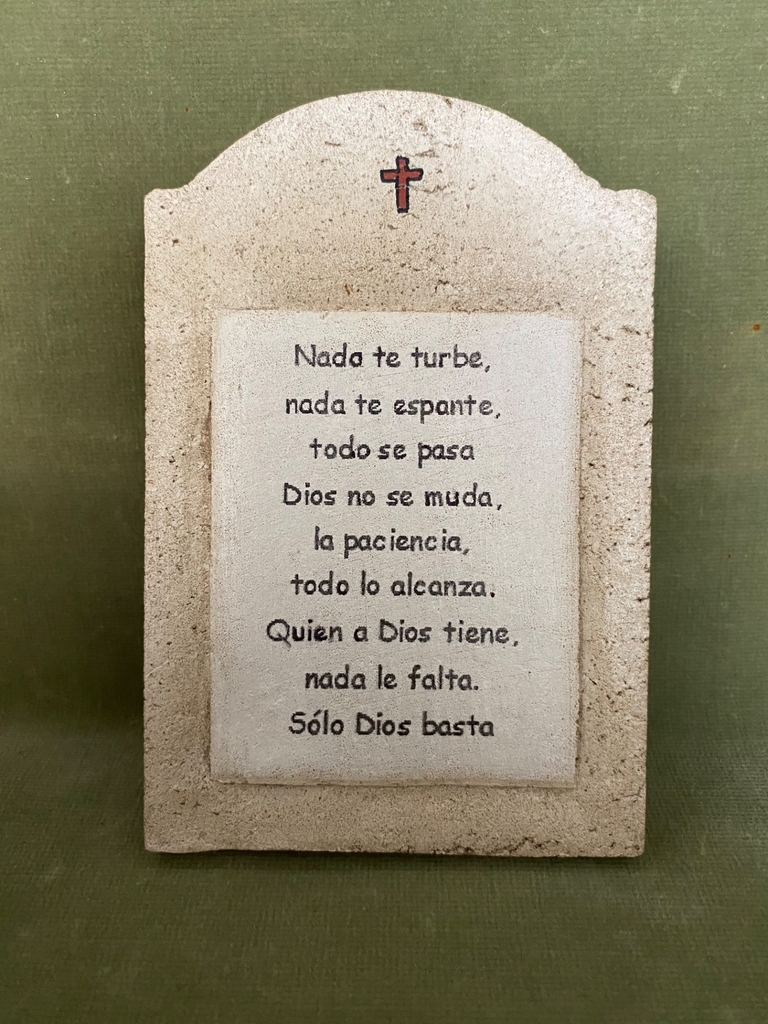 Nada te turbe,
nada te espante,
todo se pasa
Dios no se muda,
la paciencia,
todo lo alcanza.
Quien a Dios tiene,
nada le falta.
Sólo Dios basta